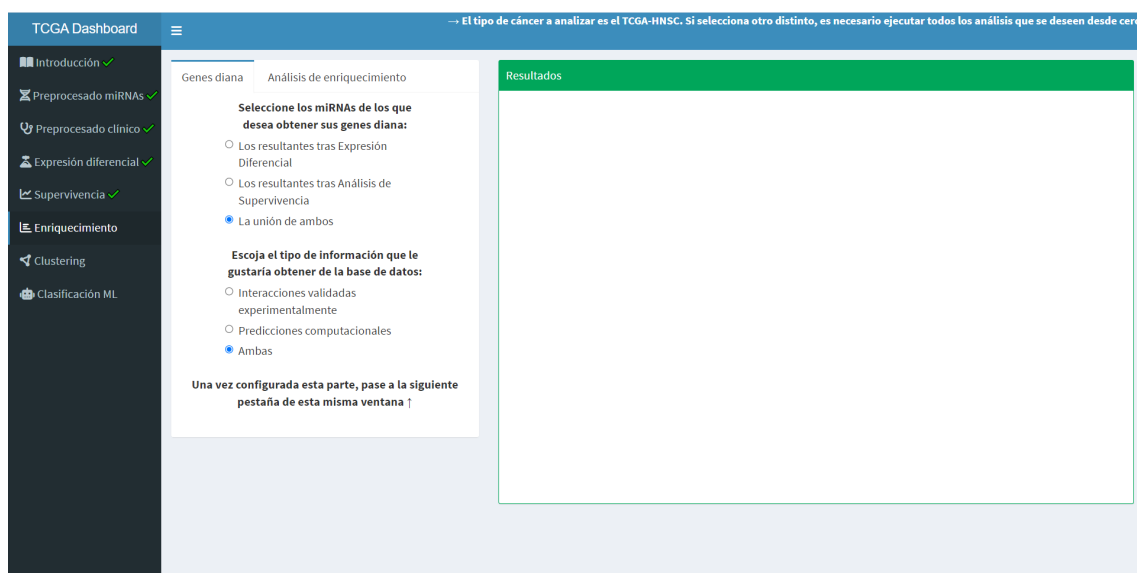 TCGA Dashboard
→ El tipo de cáncer a analizar es el TCGA-HNSC. Si selecciona otro distinto, es necesario ejecutar todos los análisis que se deseen desde cer
Introducción
Preprocesado miRNAs
Preprocesado clínico
Expresión diferencial
Supervivencia
Enriquecimiento
Clustering
Clasificación ML
Genes diana
Análisis de enriquecimiento
Seleccione los miRNAs de los que
desea obtener sus genes diana:
Los resultantes tras Expresión
Diferencial
Los resultantes tras Análisis de
Supervivencia
La unión de ambos
Escoja el tipo de información que le
gustaría obtener de la base de datos:
Interacciones validadas
experimentalmente
Predicciones computacionales
Ambas
Una vez configurada esta parte, pase a la siguiente
pestaña de esta misma ventana ↑
Resultados